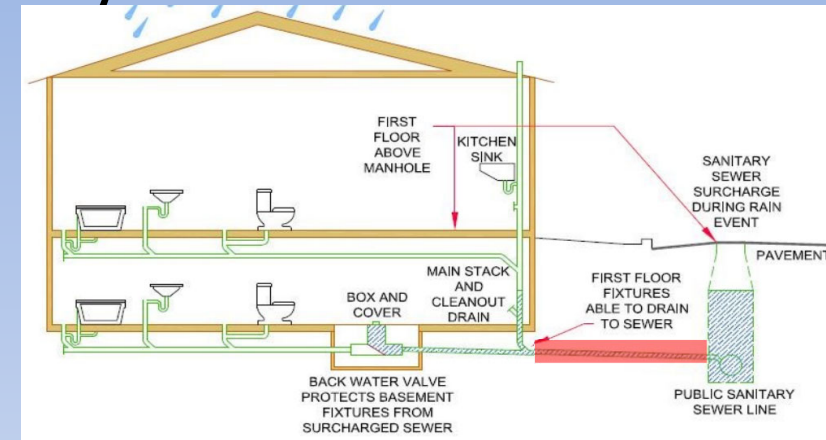 FIRST
FLOOR
ABOVE
MANHOLE
KITCHEN
SINK
SANITARY
SEWER
SURCHARGE
DURING RAIN
EVENT
PAVEMENT
MAIN STACK
AND
CLEANOUT
DRAIN
FIRST FLOOR
FIXTURES
ABLE TO DRAIN
TO SEWER
BOX AND
COVER
BACK WATER VALVE
PROTECTS BASEMENT
FIXTURES FROM
SURCHARGED SEWER
PUBLIC SANITARY
SEWER LINE